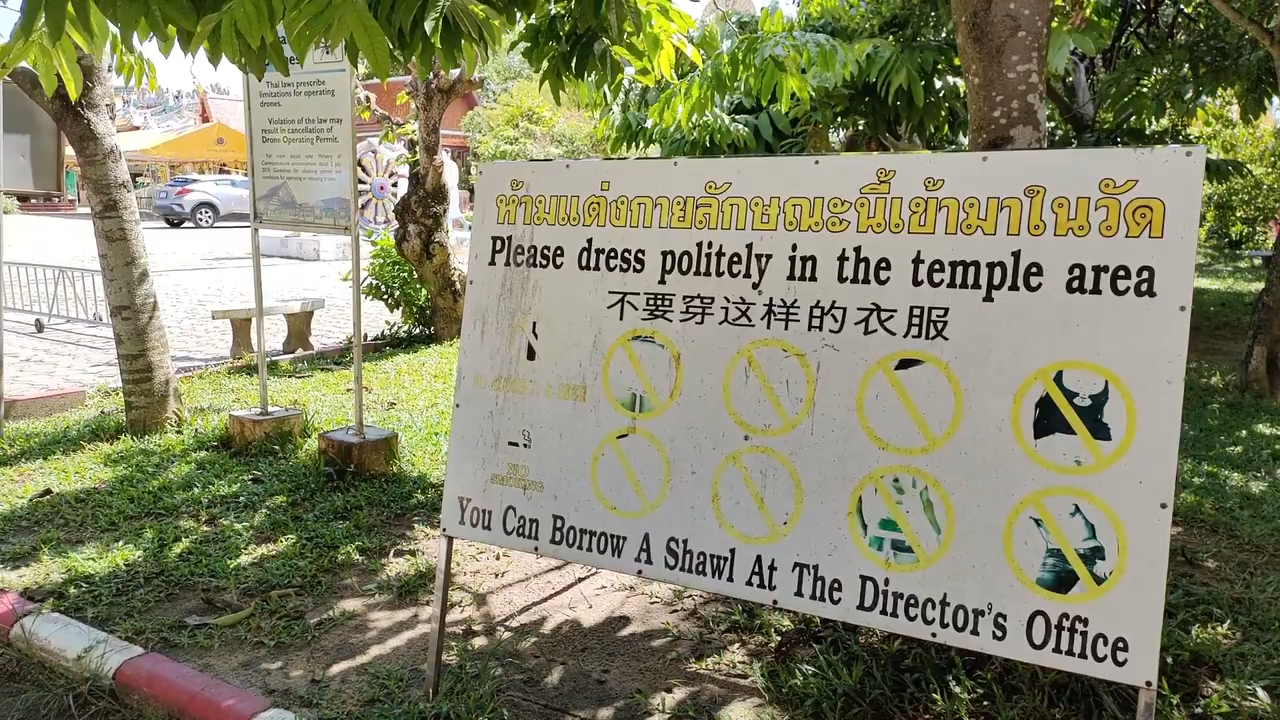 Thai laws prescribe
limitations for operating
drones.
Violation of the law may
result in cancellation of
Drone Operating Permit.
ห้ามแต่งกายลักษณะนี้เข้ามาในวัด
Please dress politely in the temple area
不要穿这样的衣服
NO
SMOKING
You Can Borrow A Shawl At The Director's Office